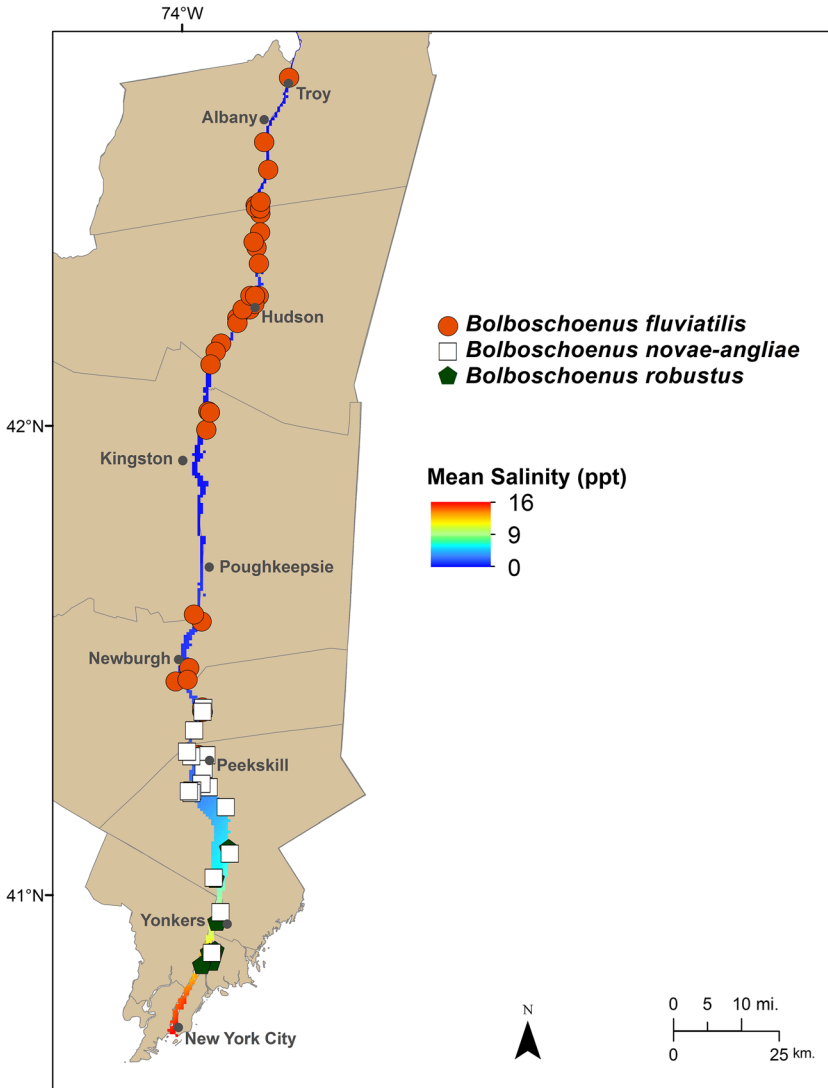 74°W
Troy
Albany
Hudson
Bolboschoenus fluviatilis
Bolboschoenus novae-angliae
Bolboschoenus robustus
42°N
Kingston
Mean Salinity (ppt)
16
9
0
Poughkeepsie
Newburgh
Peekskill
41°N
Yonkers
New York City
N
0 5 10 mi.
0 25 km.